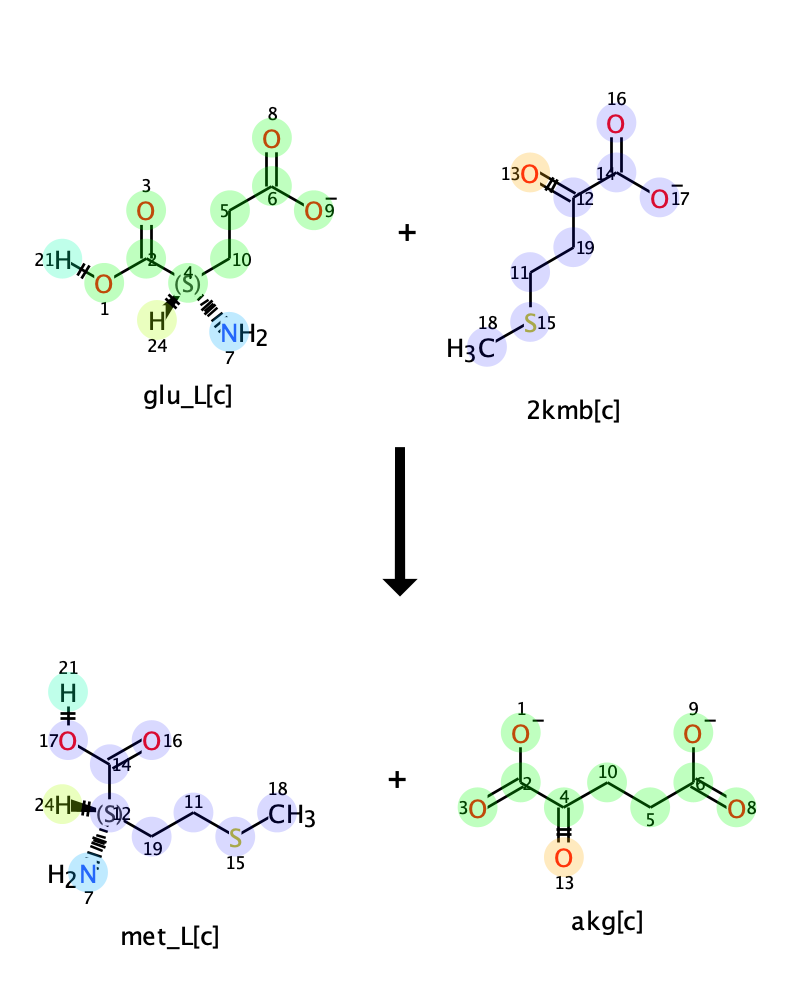 8
O
16
O
3
O
6
5
O⁻
9
13
O
14
12
O⁻
17
+
21
H
2
4
(S)
10
19
O
1
11
H
24
NH₂
7
S
15
18
H₃C
glu_L[c]
2kmb[c]
21
H
1
O⁻
9
O⁻
17
O
O
16
14
2
10
6
+
24
H
(S)
12
11
18
CH₃
3
O
4
5
O
8
19
S
15
O
13
H₂N
7
met_L[c]
akg[c]